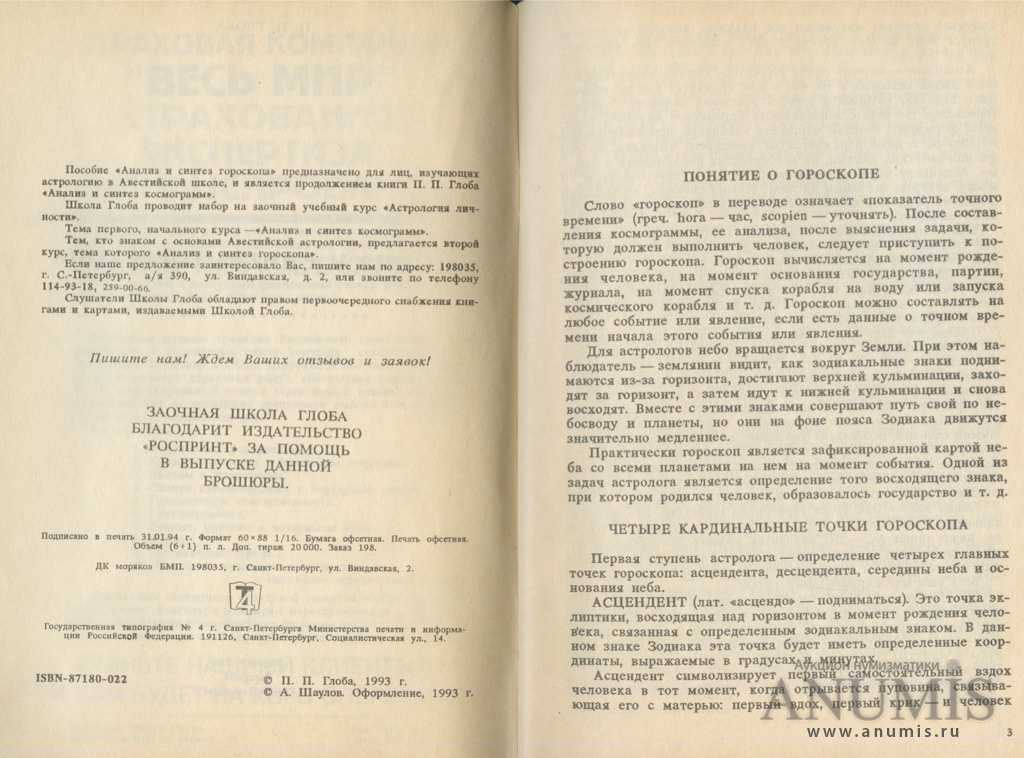 Пособие «Анализ и синтез гороскопа» предназначено для лиц, изучающих
астрологию в Авестийской школе, и является продолжением книги П. П. Глоба
«Анализ и синтез космограмм».
Школа Глоба проводит набор на заочный учебный курс «Астрология лич-
ности».
Тема первого, начального курса —«Анализ и синтез космограмм».
Тем, кто знаком с основами Авестийской астрологии, предлагается второй
курс, тема которого «Анализ и синтез гороскопа».
Если наше предложение заинтересовало Вас, пишите нам по адресу: 198035,
г. С.-Петербург, а/я 390, ул. Виндавская, д. 2, или звоните по телефону
114-93-18, 259-00-66.
Слушатели Школы Глоба обладают правом первоочередного снабжения кни-
гами и картами, издаваемыми Школой Глоба.
Пишите нам! Ждем Ваших отзывов и заявок!
ЗАОЧНАЯ ШКОЛА ГЛОБА
БЛАГОДАРИТ ИЗДАТЕЛЬСТВО
«РОСПРИНТ» ЗА ПОМОЩЬ
В ВЫПУСКЕ ДАННОЙ
БРОШЮРЫ.
Подписано в печать 31.01.94 г. Формат 60×88 1/16. Бумага офсетная. Печать офсетная.
Объем (6+1) п. л. Доп. тираж 20 000. Заказ 198.
ДК моряков БМП. 198035, г. Санкт-Петербург, ул. Виндавская, 2.
Государственная типография № 4 г. Санкт-Петербурга Министерства печати и информа-
ции Российской Федерации. 191126, Санкт-Петербург, Социалистическая ул., 14.
ISBN-87180-022
© П. П. Глоба, 1993 г.
© А. Шаулов. Оформление, 1993 г.
ПОНЯТИЕ О ГОРОСКОПЕ
Слово «гороскоп» в переводе означает «показатель точного
времени» (греч. hora — час, scopien — уточнять). После состав-
ления космограммы, ее анализа, после выяснения задачи, ко-
торую должен выполнить человек, следует приступить к по-
строению гороскопа. Гороскоп вычисляется на момент рожде-
ния человека, на момент основания государства, партии,
журнала, на момент спуска корабля на воду или запуска
космического корабля и т. д. Гороскоп можно составлять на
любое событие или явление, если есть данные о точном вре-
мени начала этого события или явления.
Для астрологов небо вращается вокруг Земли. При этом на-
блюдатель — землянин видит, как зодиакальные знаки подни-
маются из-за горизонта, достигают верхней кульминации, захо-
дят за горизонт, а затем идут к нижней кульминации и снова
восходят. Вместе с этими знаками совершают путь свой по не-
босводу и планеты, но они на фоне пояса Зодиака движутся
значительно медленнее.
Практически гороскоп является зафиксированной картой не-
ба со всеми планетами на нем на момент события. Одной из
задач астролога является определение того восходящего знака,
при котором родился человек, образовалось государство и т. д.
ЧЕТЫРЕ КАРДИНАЛЬНЫЕ ТОЧКИ ГОРОСКОПА
Первая ступень астролога — определение четырех главных
точек гороскопа: асцендента, десцендента, середины неба и ос-
нования неба.
АСЦЕНДЕНТ (лат. «асцендо» — подниматься). Это точка эк-
липтики, восходящая над горизонтом в момент рождения чело-
века, связанная с определенным зодиакальным знаком. В дан-
ном знаке Зодиака эта точка будет иметь определенные коор-
динаты, выражаемые в градусах и минутах.
Асцендент символизирует первый самостоятельный вздох
человека в тот момент, когда отрывается пуповина, связыва-
ющая его с матерью: первый вдох, первый крик — и человек
3
Аукцион нумизматики
ANUMIS
www.anumis.ru